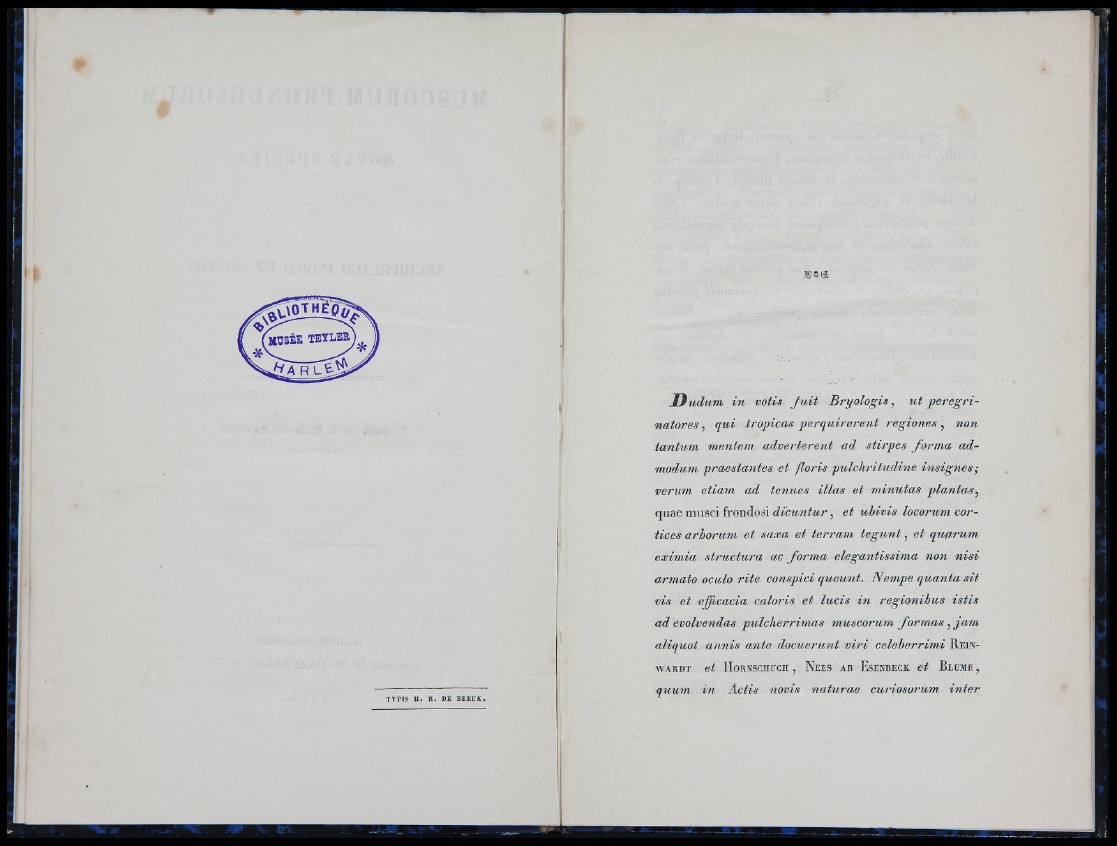 BIBLIOTHÉQUE
MUSÉE TEYLER
HARLEM
TYPIS H. R. DE BREUK.
Dudum in votis fuit Bryologis, ut peregri-
natores, qui tropicas perquirerent regiones, non
tantum mentem adverterent ad stirpes forma ad-
modum praestantes et floris pulchritudine insignes;
verum etiam ad tenues illas et minutas plantas,
quae musci frondosi dicuntur, et ubivis locorum cor-
tices arborum et saxa et terram tegunt, et quarum
eximia structura ac forma elegantissima non nisi
armato oculo rite conspici queunt. Nempe quanta sit
vis et efficacia caloris et lucis in regionibus istis
ad evolvendas pulcherrimas muscorum formas, jam
aliquot annis ante docuerunt viri celeberrimi REIN-
WARDT et HORNSCHUCH, NEES AB ESENBECK et BLUME,
quum in Actis novis naturae curiosorum inter